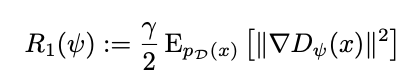 R₁(ψ) := γ/2 E_{p_𝒟(x)} [‖∇D_ψ(x)‖²]